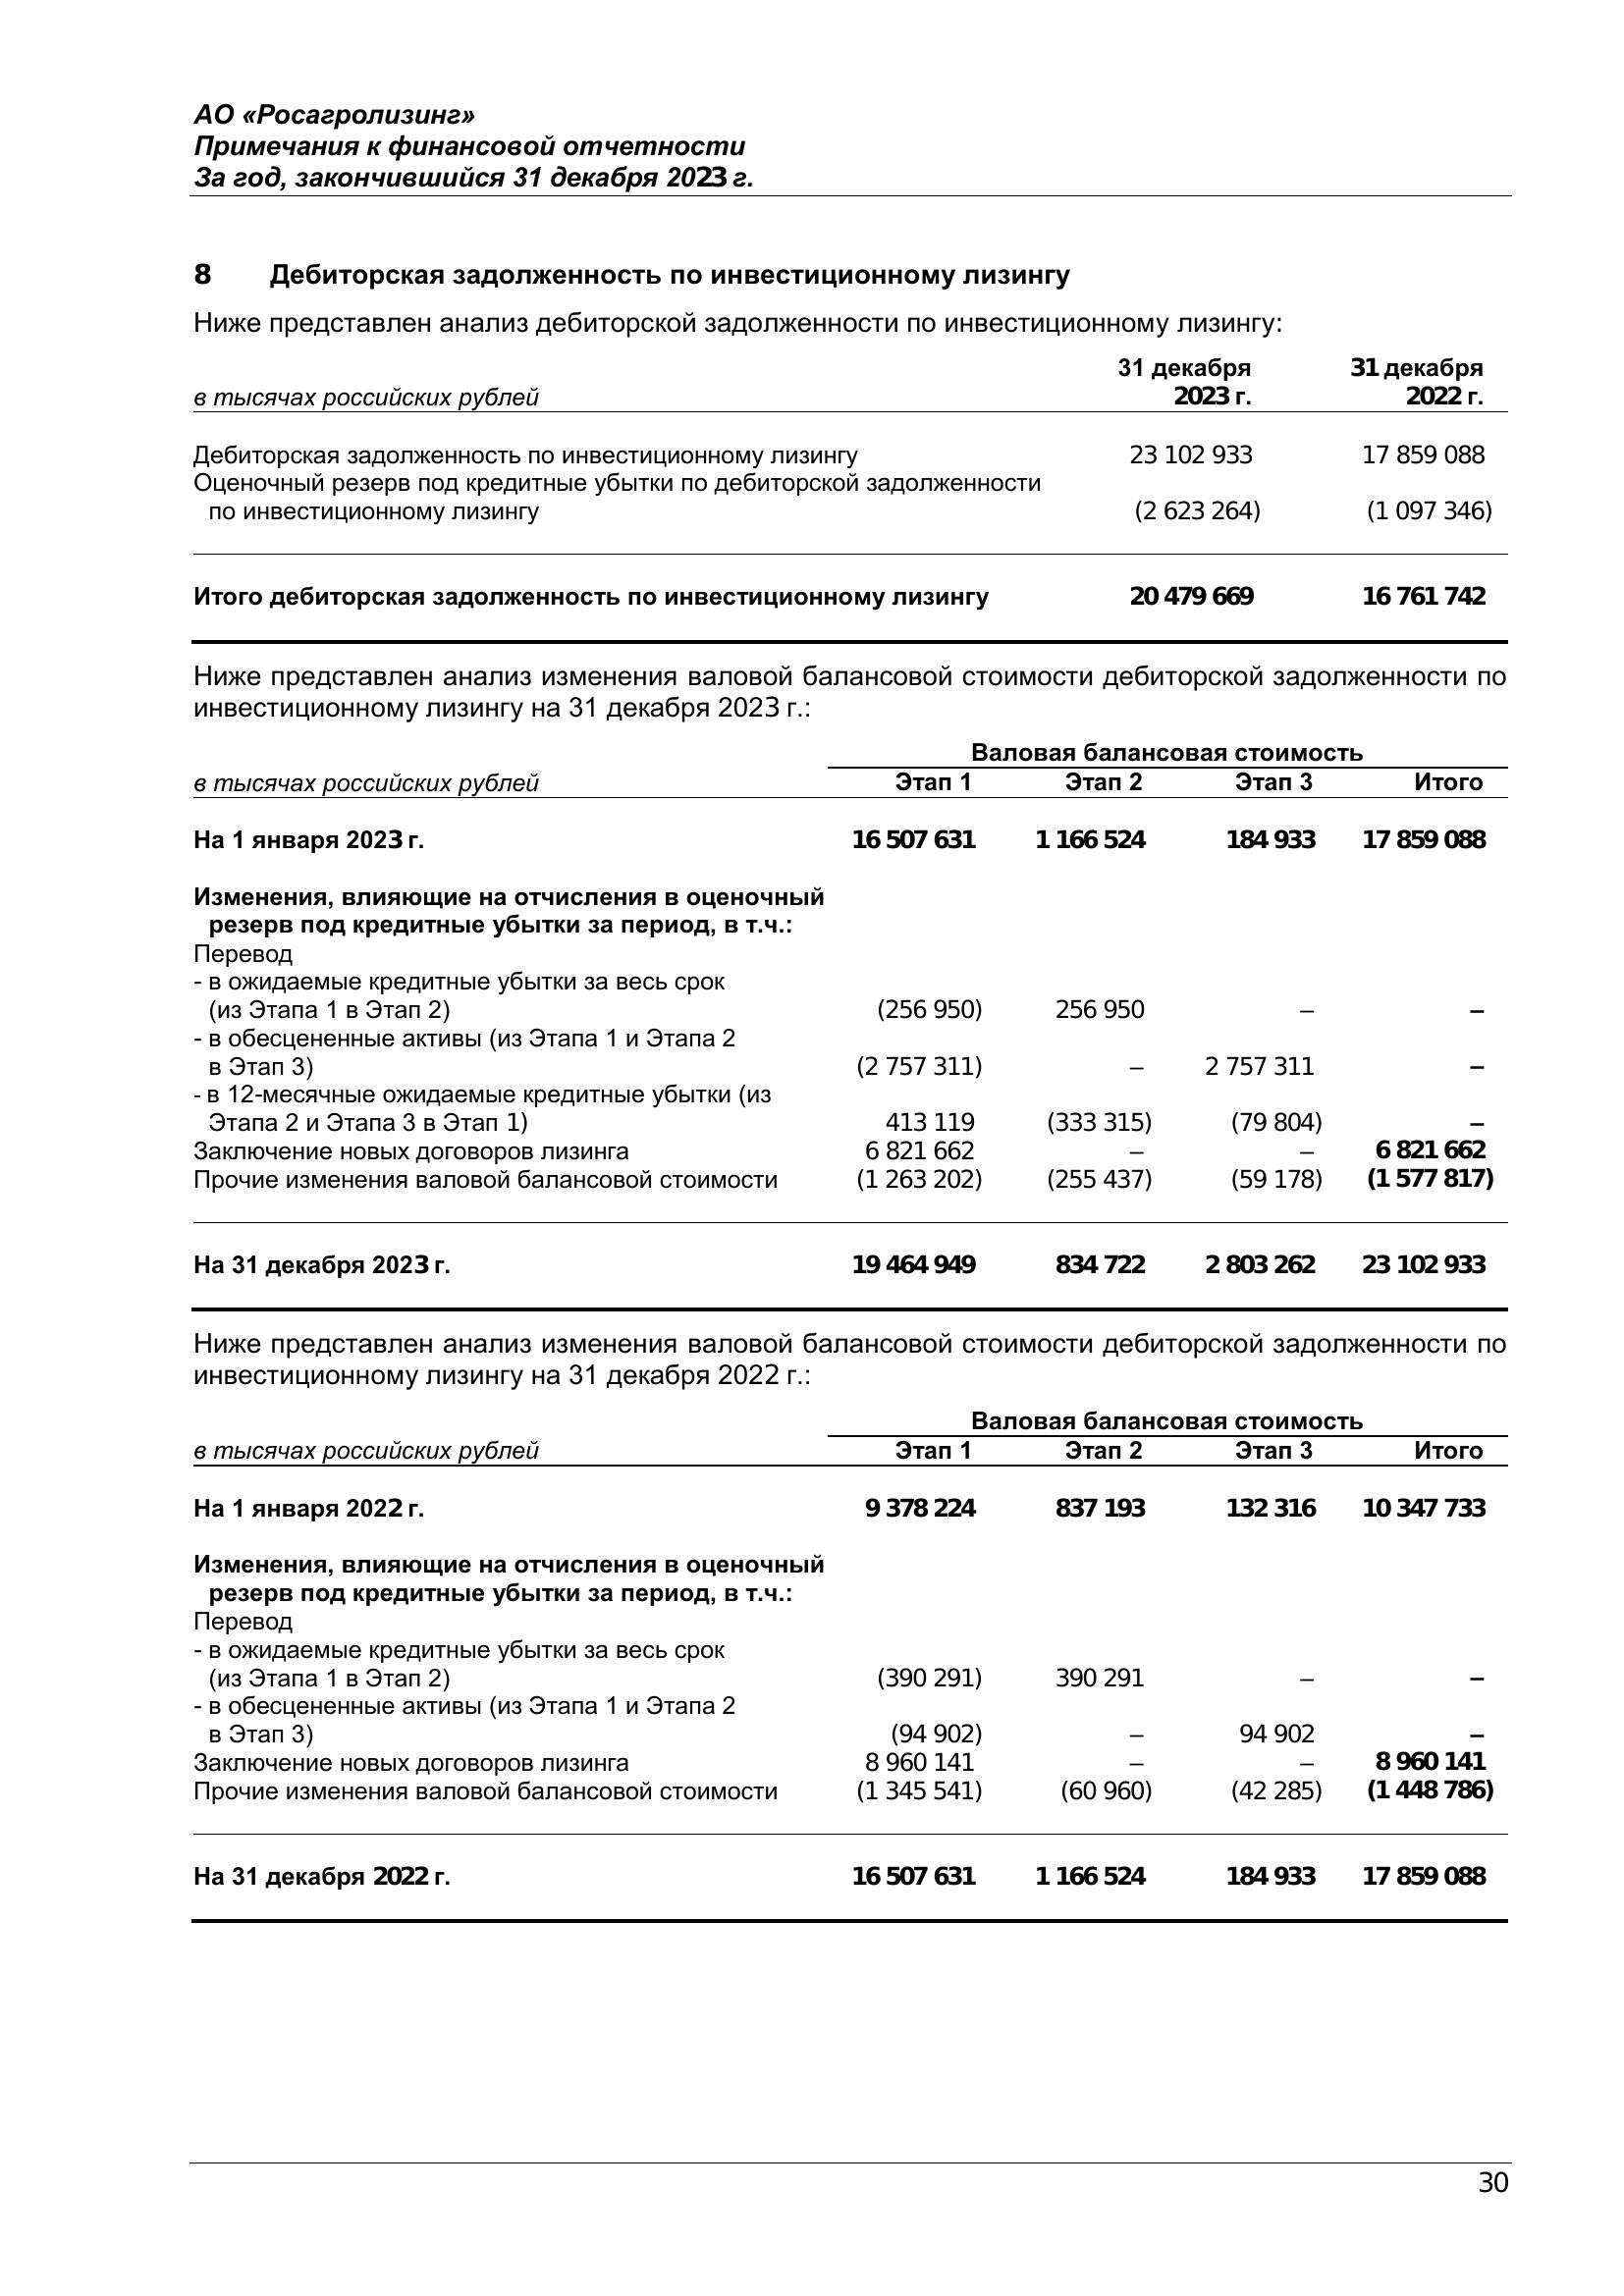 АО «Росагролизинг»
Примечания к финансовой отчетности
За год, закончившийся 31 декабря 2023 г.
8 Дебиторская задолженность по инвестиционному лизингу
Ниже представлен анализ дебиторской задолженности по инвестиционному лизингу:
31 декабря 31 декабря
в тысячах российских рублей 2023 г. 2022 г.
Дебиторская задолженность по инвестиционному лизингу 23 102 933 17 859 088
Оценочный резерв под кредитные убытки по дебиторской задолженности
по инвестиционному лизингу (2 623 264) (1 097 346)
Итого дебиторская задолженность по инвестиционному лизингу 20 479 669 16 761 742
Ниже представлен анализ изменения валовой балансовой стоимости дебиторской задолженности по
инвестиционному лизингу на 31 декабря 2023 г.:
Валовая балансовая стоимость
в тысячах российских рублей Этап 1 Этап 2 Этап 3 Итого
На 1 января 2023 г. 16 507 631 1 166 524 184 933 17 859 088
Изменения, влияющие на отчисления в оценочный
резерв под кредитные убытки за период, в т.ч.:
Перевод
- в ожидаемые кредитные убытки за весь срок
(из Этапа 1 в Этап 2) (256 950) 256 950 – –
- в обесцененные активы (из Этапа 1 и Этапа 2
в Этап 3) (2 757 311) – 2 757 311 –
- в 12-месячные ожидаемые кредитные убытки (из
Этапа 2 и Этапа 3 в Этап 1) 413 119 (333 315) (79 804) –
Заключение новых договоров лизинга 6 821 662 – – 6 821 662
Прочие изменения валовой балансовой стоимости (1 263 202) (255 437) (59 178) (1 577 817)
На 31 декабря 2023 г. 19 464 949 834 722 2 803 262 23 102 933
Ниже представлен анализ изменения валовой балансовой стоимости дебиторской задолженности по
инвестиционному лизингу на 31 декабря 2022 г.:
Валовая балансовая стоимость
в тысячах российских рублей Этап 1 Этап 2 Этап 3 Итого
На 1 января 2022 г. 9 378 224 837 193 132 316 10 347 733
Изменения, влияющие на отчисления в оценочный
резерв под кредитные убытки за период, в т.ч.:
Перевод
- в ожидаемые кредитные убытки за весь срок
(из Этапа 1 в Этап 2) (390 291) 390 291 – –
- в обесцененные активы (из Этапа 1 и Этапа 2
в Этап 3) (94 902) – 94 902 –
Заключение новых договоров лизинга 8 960 141 – – 8 960 141
Прочие изменения валовой балансовой стоимости (1 345 541) (60 960) (42 285) (1 448 786)
На 31 декабря 2022 г. 16 507 631 1 166 524 184 933 17 859 088
30